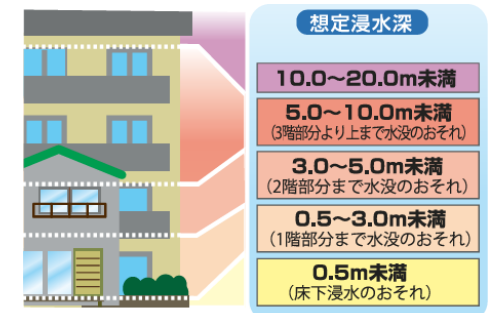 想定浸水深
10.0～20.0m未満
5.0～10.0m未満
(3階部分より上まで水没のおそれ)
3.0～5.0m未満
(2階部分まで水没のおそれ)
0.5～3.0m未満
(1階部分まで水没のおそれ)
0.5m未満
(床下浸水のおそれ)